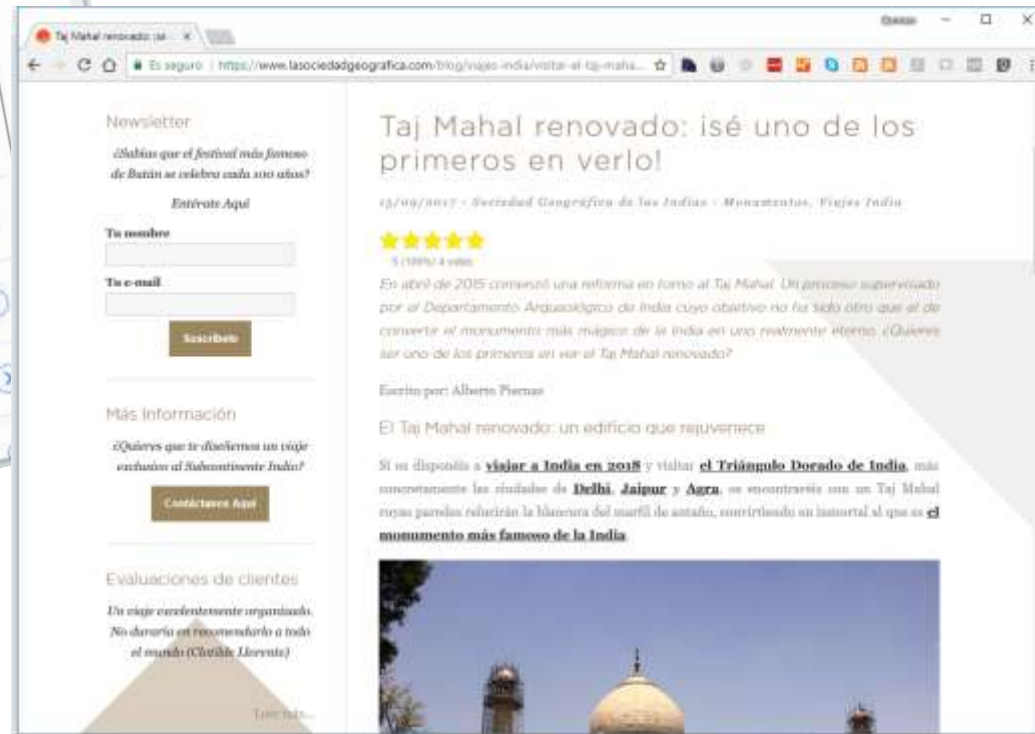 Taj Mahal renovado: ¡sé
Es seguro | https://www.lasociedadgeografica.com/blog/viajes-india/visitar-el-taj-maha...
Newsletter
¿Sabías que el festival más famoso
de Bután se celebra cada 100 años?
Entérate Aquí
Tu nombre
Tu e-mail
Suscríbete
Más Información
¿Quieres que te diseñemos un viaje
exclusivo al Subcontinente Indio?
Contáctanos Aquí
Evaluaciones de clientes
Un viaje excelentemente organizado.
No duraría en recomendarlo a todo
el mundo (Clotilde Llorente)
Leer más...
Taj Mahal renovado: ¡sé uno de los
primeros en verlo!
15/09/2017 - Sociedad Geográfica de las Indias - Monumentos, Viajes India
5 (100%) 4 votes
En abril de 2015 comenzó una reforma en torno al Taj Mahal. Un proceso supervisado
por el Departamento Arqueológico de India cuyo objetivo no ha sido otro que el de
convertir el monumento más mágico de la India en uno realmente eterno. ¿Quieres
ser uno de los primeros en ver el Taj Mahal renovado?
Escrito por: Alberto Piernas
El Taj Mahal renovado: un edificio que rejuvenece
Si os disponéis a viajar a India en 2018 y visitar el Triángulo Dorado de India, más
concretamente las ciudades de Delhi, Jaipur y Agra, os encontraréis con un Taj Mahal
cuyas paredes relucirán la blancura del marfil de antaño, convirtiendo en inmortal al que es el
monumento más famoso de la India.